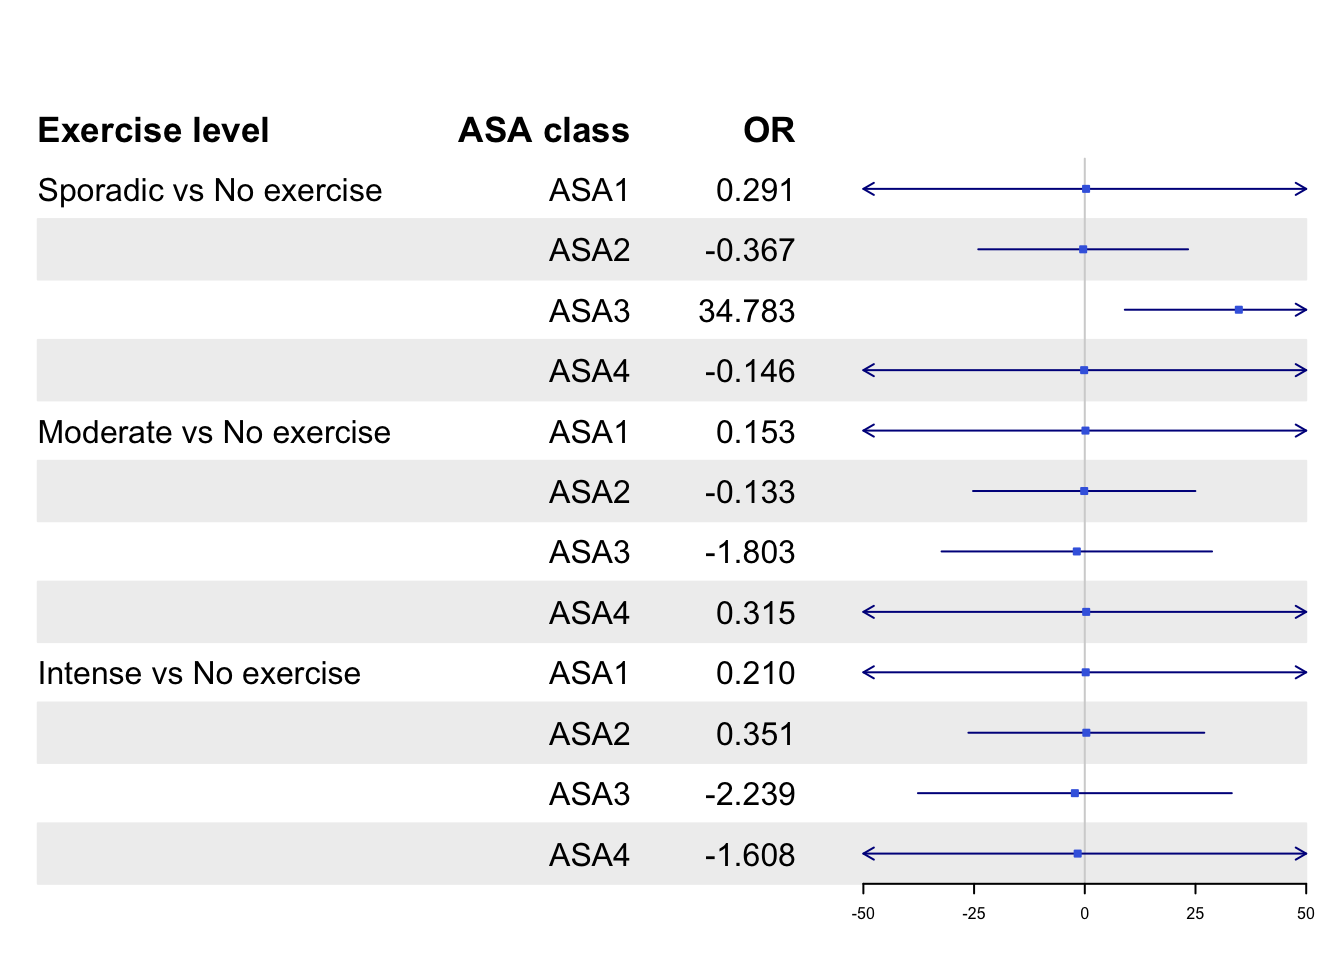 Exercise level ASA class OR
Sporadic vs No exercise ASA1 0.291
ASA2 -0.367
ASA3 34.783
ASA4 -0.146
Moderate vs No exercise ASA1 0.153
ASA2 -0.133
ASA3 -1.803
ASA4 0.315
Intense vs No exercise ASA1 0.210
ASA2 0.351
ASA3 -2.239
ASA4 -1.608
-50 -25 0 25 50